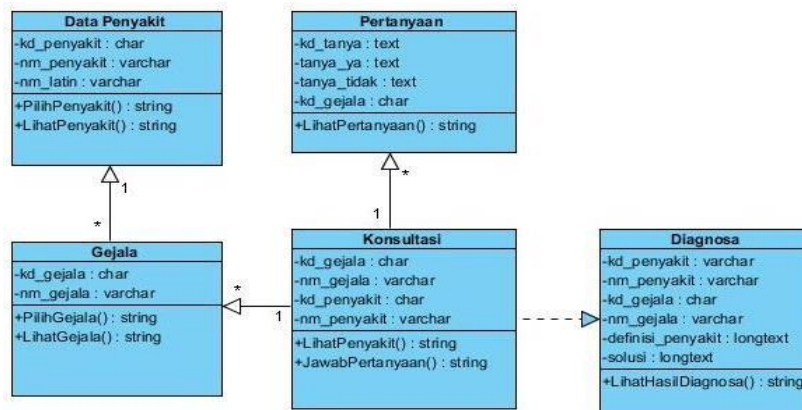 Data Penyakit
-kd_penyakit : char
-nm_penyakit : varchar
-nm_latin : varchar
+PilihPenyakit() : string
+LihatPenyakit() : string
Pertanyaan
-kd_tanya : text
-tanya_ya : text
-tanya_tidak : text
-kd_gejala : char
+LihatPertanyaan() : string
1
*
*
1
Gejala
-kd_gejala : char
-nm_gejala : varchar
+PilihGejala() : string
+LihatGejala() : string
*
1
Konsultasi
-kd_gejala : char
-nm_gejala : varchar
-kd_penyakit : char
-nm_penyakit : varchar
+LihatPenyakit() : string
+JawabPertanyaan() : string
Diagnosa
-kd_penyakit : varchar
-nm_penyakit : varchar
-kd_gejala : char
-nm_gejala : varchar
-definisi_penyakit : longtext
-solusi : longtext
+LihatHasilDiagnosa() : string